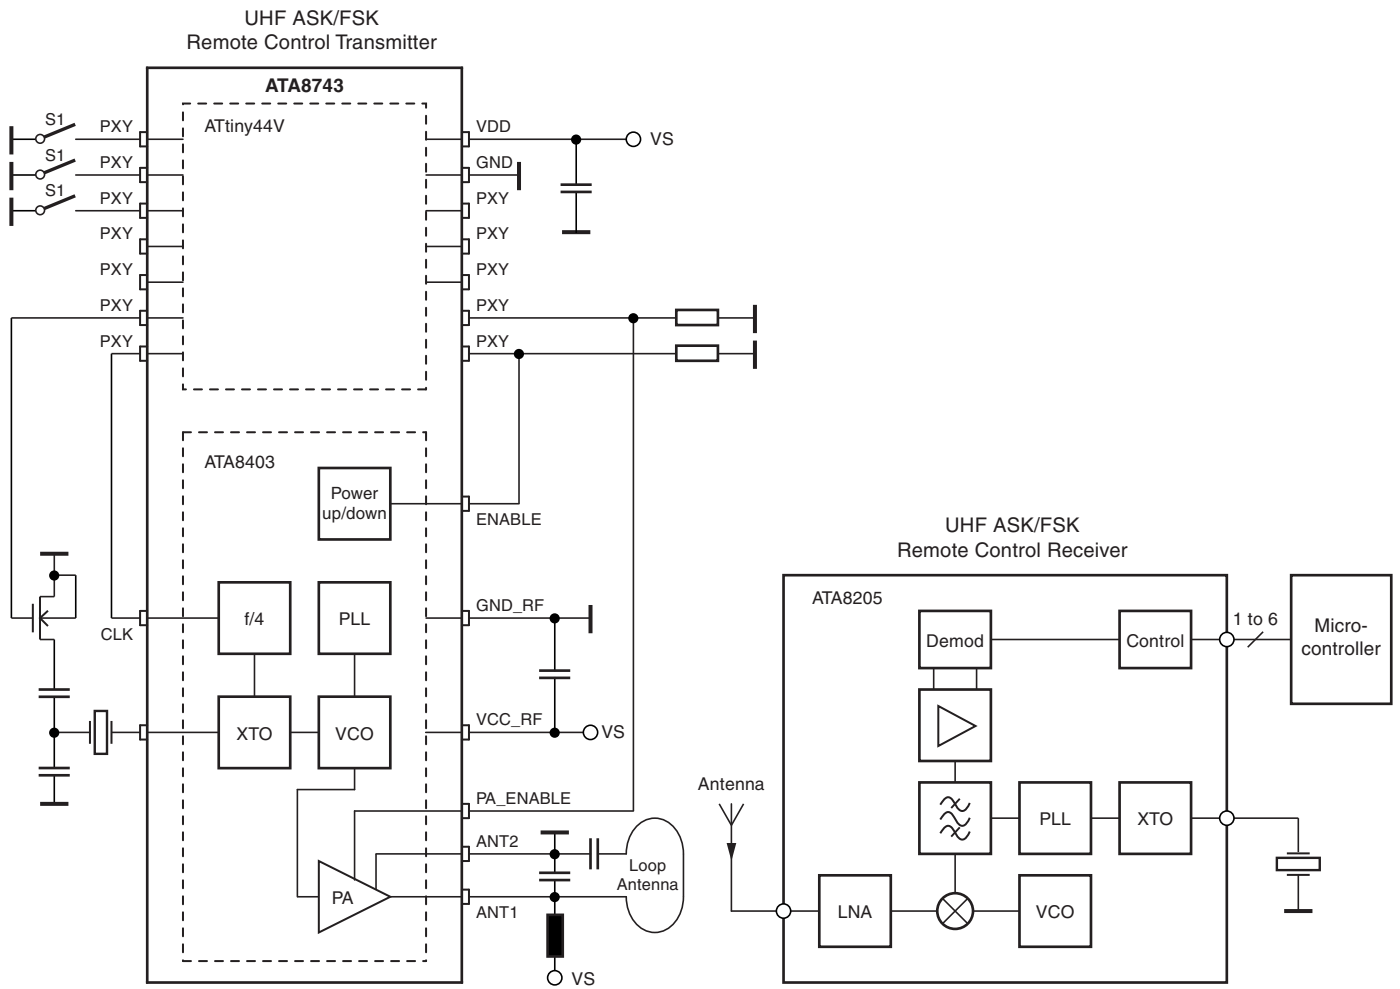 UHF ASK/FSK
Remote Control Transmitter
ATA8743
ATtiny44V
S1
PXY
S1
PXY
S1
PXY
PXY
PXY
PXY
PXY
VDD
VS
GND
PXY
PXY
PXY
PXY
PXY
ATA8403
Power
up/down
ENABLE
f/4
PLL
GND_RF
CLK
XTO
VCO
VCC_RF
VS
PA_ENABLE
ANT2
PA
ANT1
Loop
Antenna
VS
UHF ASK/FSK
Remote Control Receiver
ATA8205
Demod
Control
1 to 6
Micro-
controller
Antenna
PLL
XTO
LNA
VCO